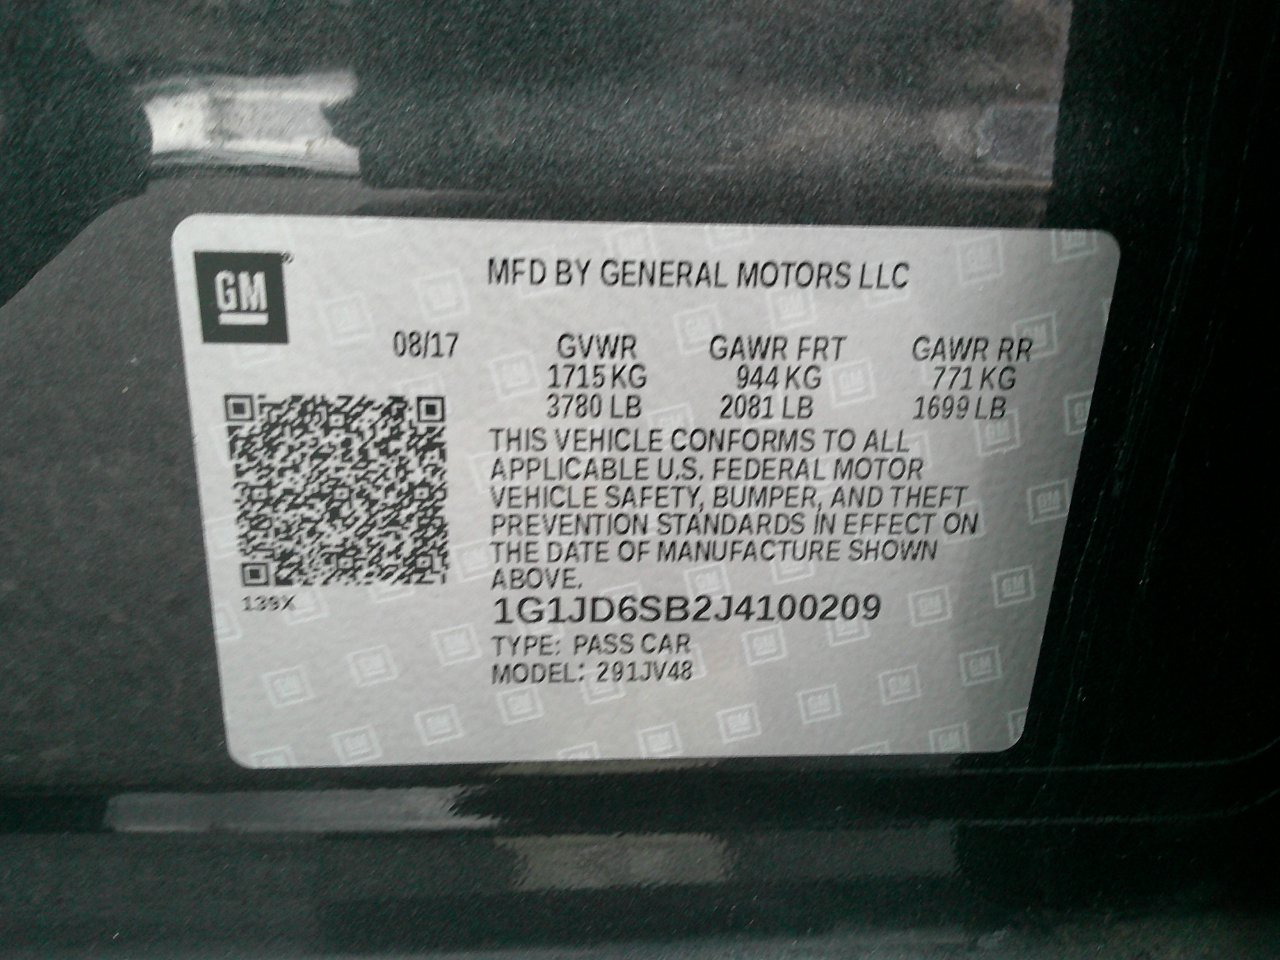 GM®
MFD BY GENERAL MOTORS LLC
08/17 GVWR GAWR FRT GAWR RR
1715 KG 944 KG 771 KG
3780 LB 2081 LB 1699 LB
THIS VEHICLE CONFORMS TO ALL
APPLICABLE U.S. FEDERAL MOTOR
VEHICLE SAFETY, BUMPER, AND THEFT
PREVENTION STANDARDS IN EFFECT ON
THE DATE OF MANUFACTURE SHOWN
ABOVE.
139X
1G1JD6SB2J4100209
TYPE: PASS CAR
MODEL: 291JV48